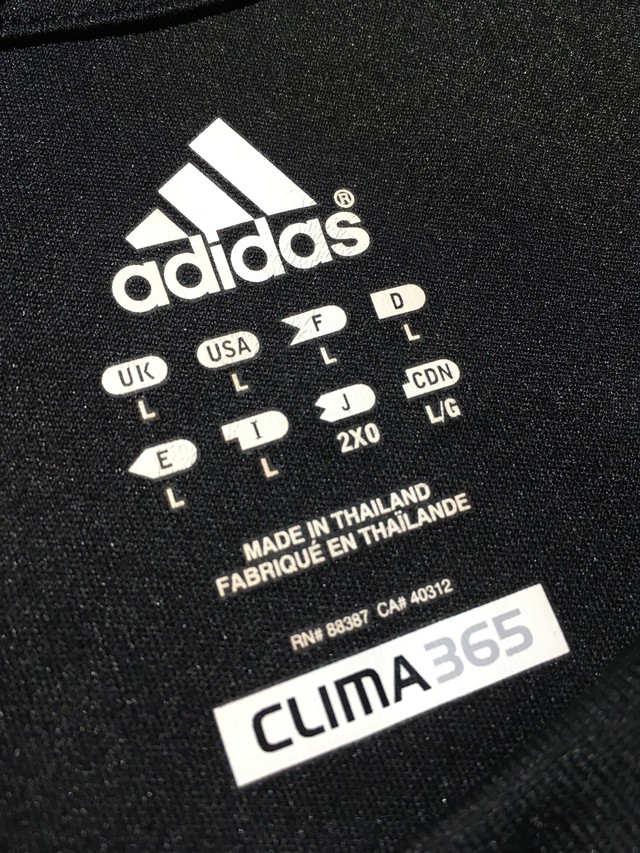 adidas®
UK USA F D
L L L L
E I J CDN
L L 2XO L/G
MADE IN THAILAND
FABRIQUÉ EN THAÏLANDE
RN# 88387 CA# 40312
CLIMA365